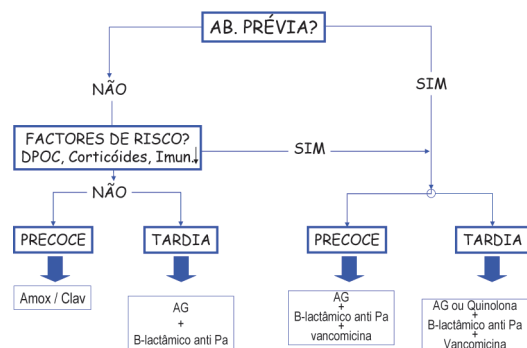 AB. PRÉVIA?
NÃO
SIM
FACTORES DE RISCO?
DPOC, Corticóides, Imun.↓
SIM
NÃO
PRECOCE
TARDIA
PRECOCE
TARDIA
Amox / Clav
AG
+
B-lactâmico anti Pa
AG
+
B-lactâmico anti Pa
+
vancomicina
AG ou Quinolona
+
B-lactâmico anti Pa
+
Vancomicina